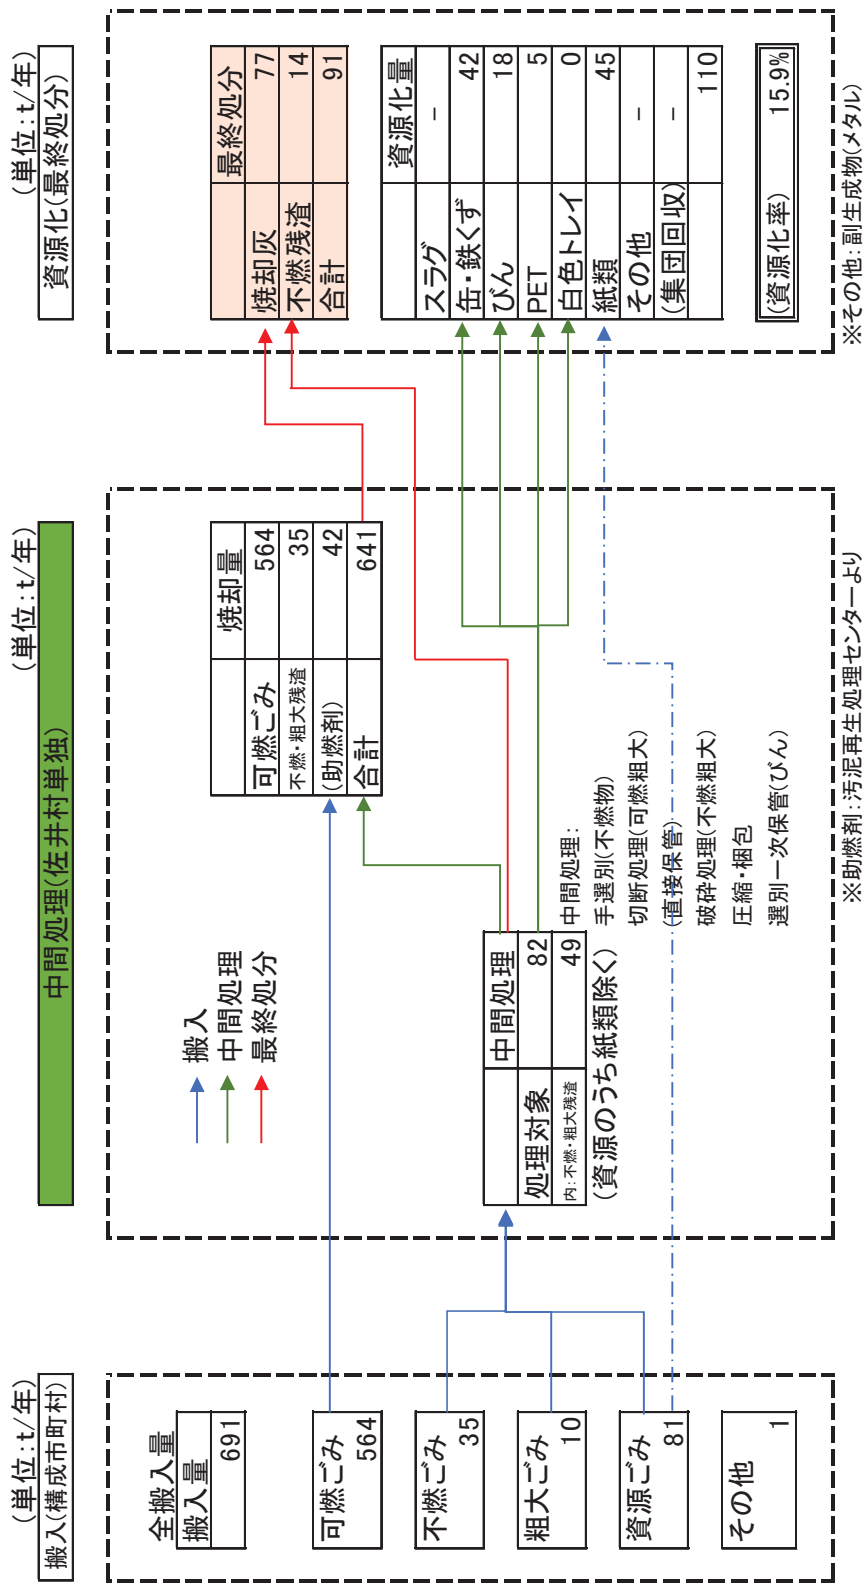 (単位:t/年)
搬入(構成市町村)
全搬入量
搬入量
691
可燃ごみ
564
不燃ごみ
35
粗大ごみ
10
資源ごみ
81
その他
1
(単位:t/年)
中間処理(佐井村単独)
搬入
中間処理
最終処分
焼却量
可燃ごみ 564
不燃・粗大残渣 35
(助燃剤) 42
合計 641
中間処理
処理対象 82
内:不燃・粗大残渣 49
(資源のうち紙類除く)
中間処理:
手選別(不燃物)
切断処理(可燃粗大)
(直接保管)
破砕処理(不燃粗大)
圧縮・梱包
選別一次保管(びん)
※助燃剤:汚泥再生処理センターより
(単位:t/年)
資源化(最終処分)
最終処分
焼却灰 77
不燃残渣 14
合計 91
資源化量
スラグ -
缶・鉄くず 42
びん 18
PET 5
白色トレイ 0
紙類 45
その他 -
(集団回収) -
110
(資源化率) 15.9%
※その他:副生成物(メタル)